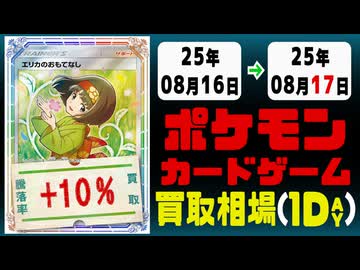 TRAINER'S
サポート
エリカのおもてなし
騰落率
+10%
買取
25年
08月16日
25年
08月17日
ポケモン
カードゲーム
買取相場(1D)